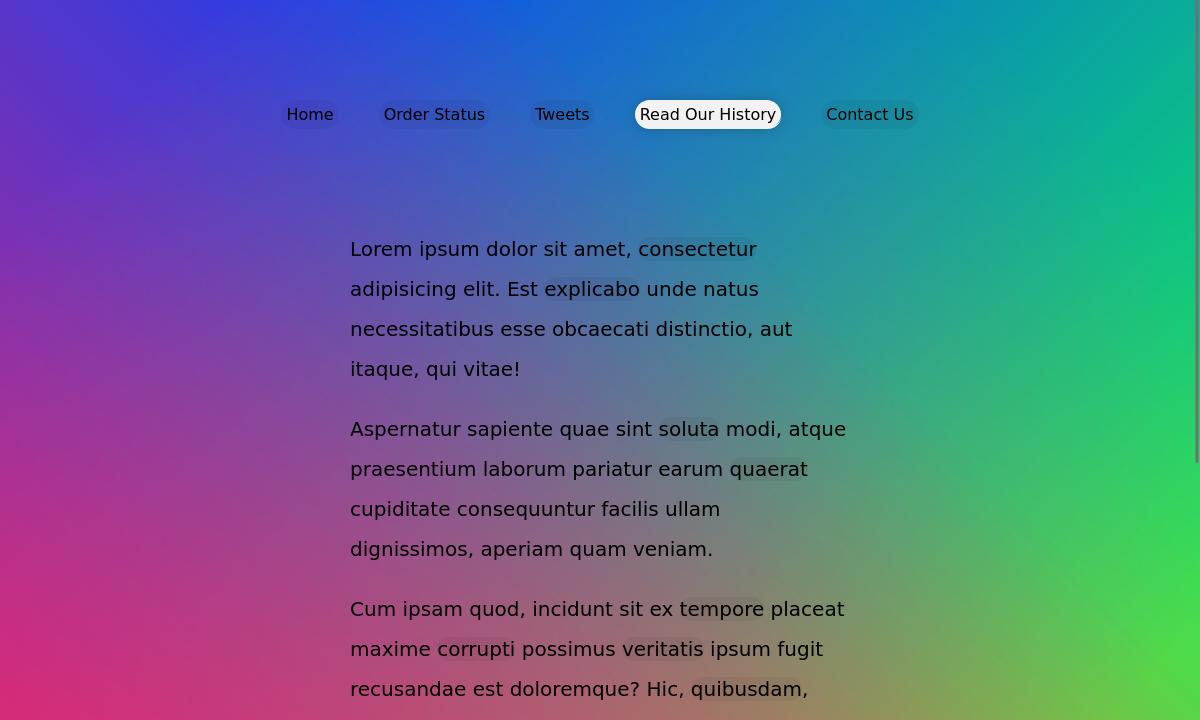 Home Order Status Tweets Read Our History Contact Us
Lorem ipsum dolor sit amet, consectetur
adipisicing elit. Est explicabo unde natus
necessitatibus esse obcaecati distinctio, aut
itaque, qui vitae!
Aspernatur sapiente quae sint soluta modi, atque
praesentium laborum pariatur earum quaerat
cupiditate consequuntur facilis ullam
dignissimos, aperiam quam veniam.
Cum ipsam quod, incidunt sit ex tempore placeat
maxime corrupti possimus veritatis ipsum fugit
recusandae est doloremque? Hic, quibusdam,